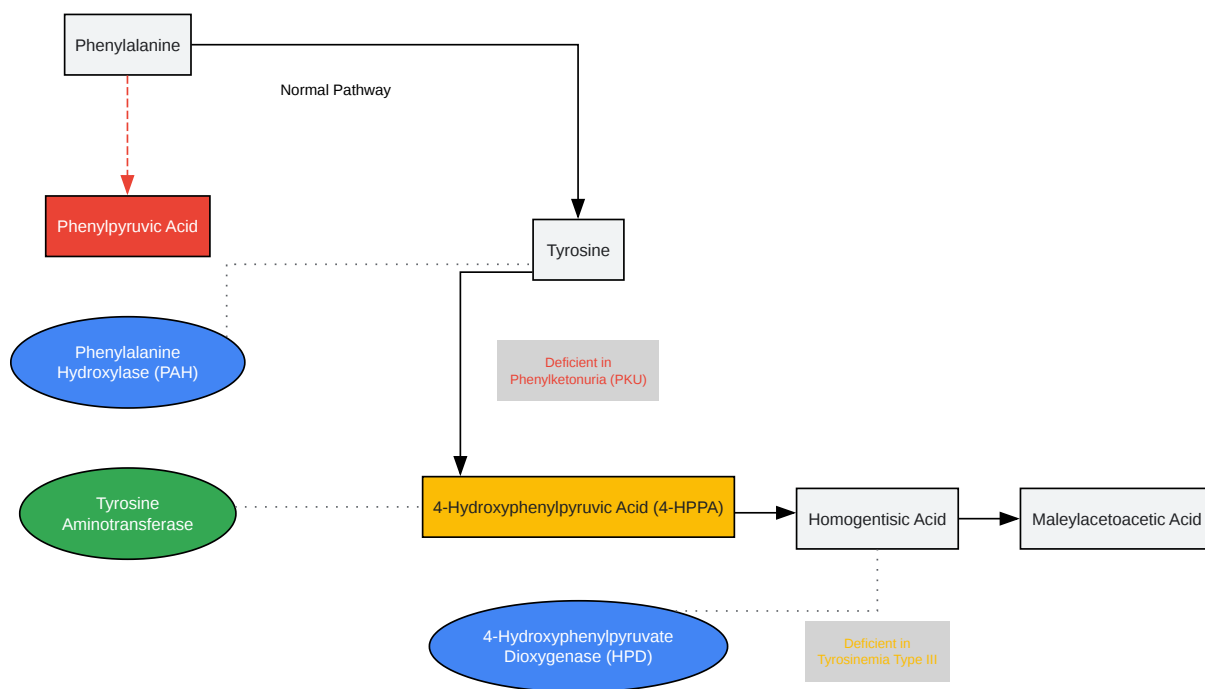 Phenylalanine
Normal Pathway
Phenylpyruvic Acid
Tyrosine
Phenylalanine
Hydroxylase (PAH)
Deficient in
Phenylketonuria (PKU)
Tyrosine
Aminotransferase
4-Hydroxyphenylpyruvic Acid (4-HPPA)
Homogentisic Acid
Maleylacetoacetic Acid
4-Hydroxyphenylpyruvate
Dioxygenase (HPD)
Deficient in
Tyrosinemia Type III